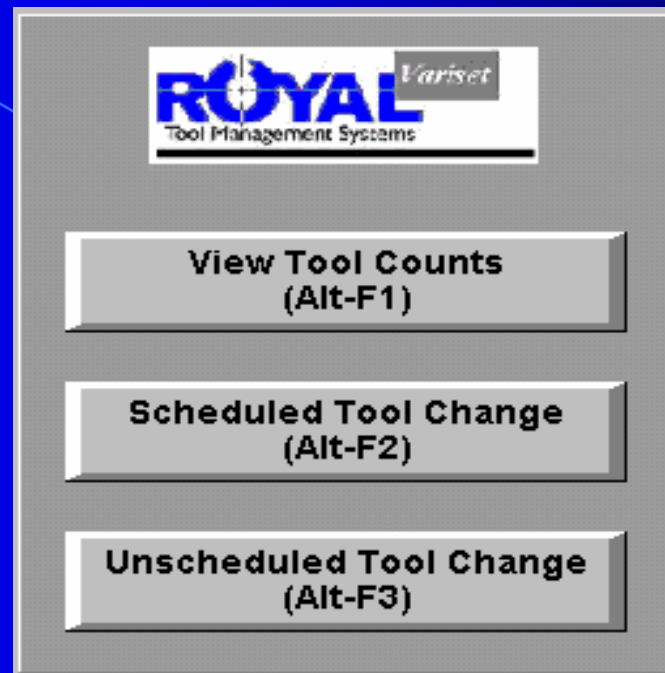 Variset
ROYAL
Tool Management Systems
View Tool Counts
(Alt-F1)
Scheduled Tool Change
(Alt-F2)
Unscheduled Tool Change
(Alt-F3)